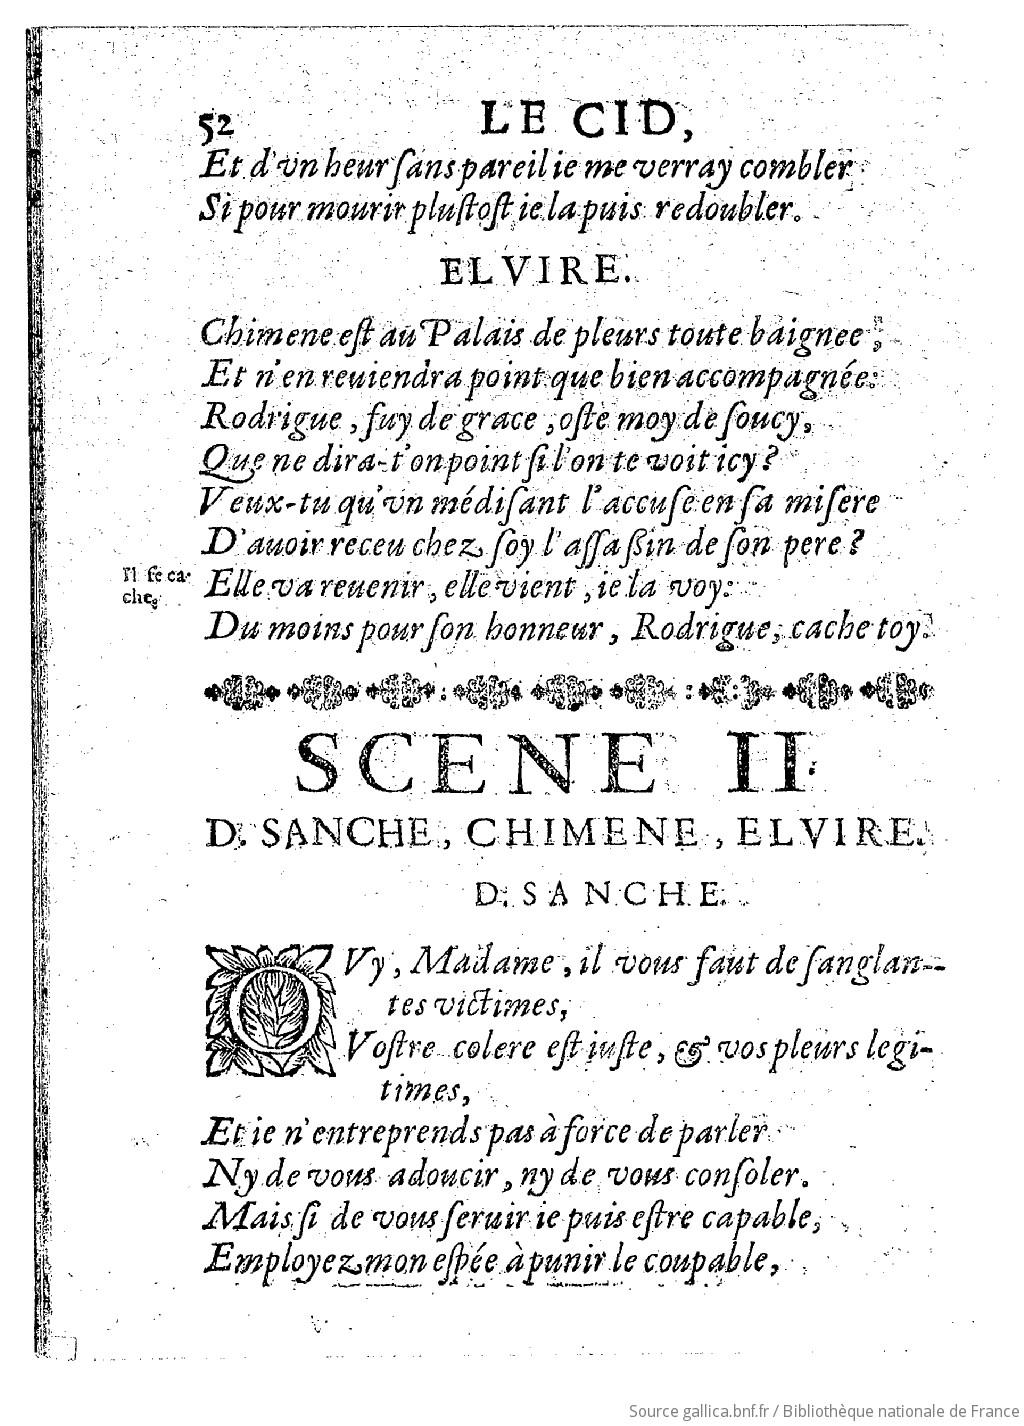 52 LE CID,
Et d'vn heur ſans pareil ie me verray combler
Si pour mourir pluſtoſt ie la puis redoubler.
ELVIRE.
Chimene eſt au Palais de pleurs toute baignee,
Et n'en reuiendra point que bien accompagnée:
Rodrigue, fuy de grace, oſte moy de ſoucy,
Que ne dira-t'on point ſi l'on te voit icy?
Veux-tu qu'vn médiſant l'accuſe en ſa miſere
D'auoir receu chez ſoy l'aſſaſſin de ſon pere?
Il ſe ca-
che.
Elle va reuenir, elle vient, ie la voy:
Du moins pour ſon honneur, Rodrigue, cache toy.
SCENE II.
D. SANCHE, CHIMENE, ELVIRE.
D. SANCHE.
OVy, Madame, il vous faut de ſanglan-
tes victimes,
Voſtre colere eſt iuſte, & vos pleurs legi-
times,
Et ie n'entreprends pas à force de parler
Ny de vous adoucir, ny de vous conſoler.
Mais ſi de vous ſeruir ie puis eſtre capable,
Employez mon eſpée à punir le coupable,
Source gallica.bnf.fr / Bibliothèque nationale de France